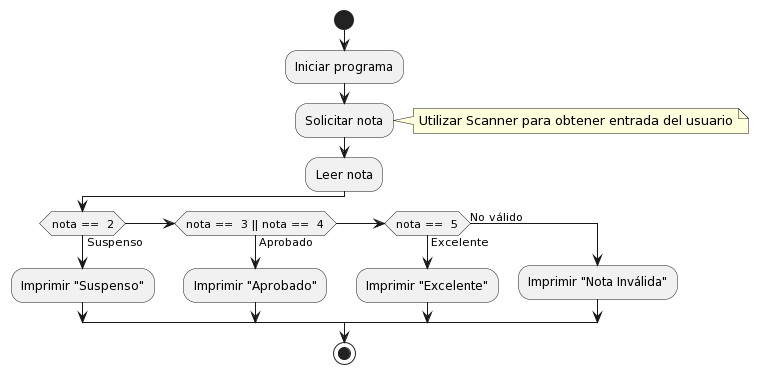 Iniciar programa
Solicitar nota
Utilizar Scanner para obtener entrada del usuario
Leer nota
nota == 2
nota == 3 || nota == 4
nota == 5
No válido
Suspenso
Aprobado
Excelente
Imprimir "Suspenso"
Imprimir "Aprobado"
Imprimir "Excelente"
Imprimir "Nota Inválida"